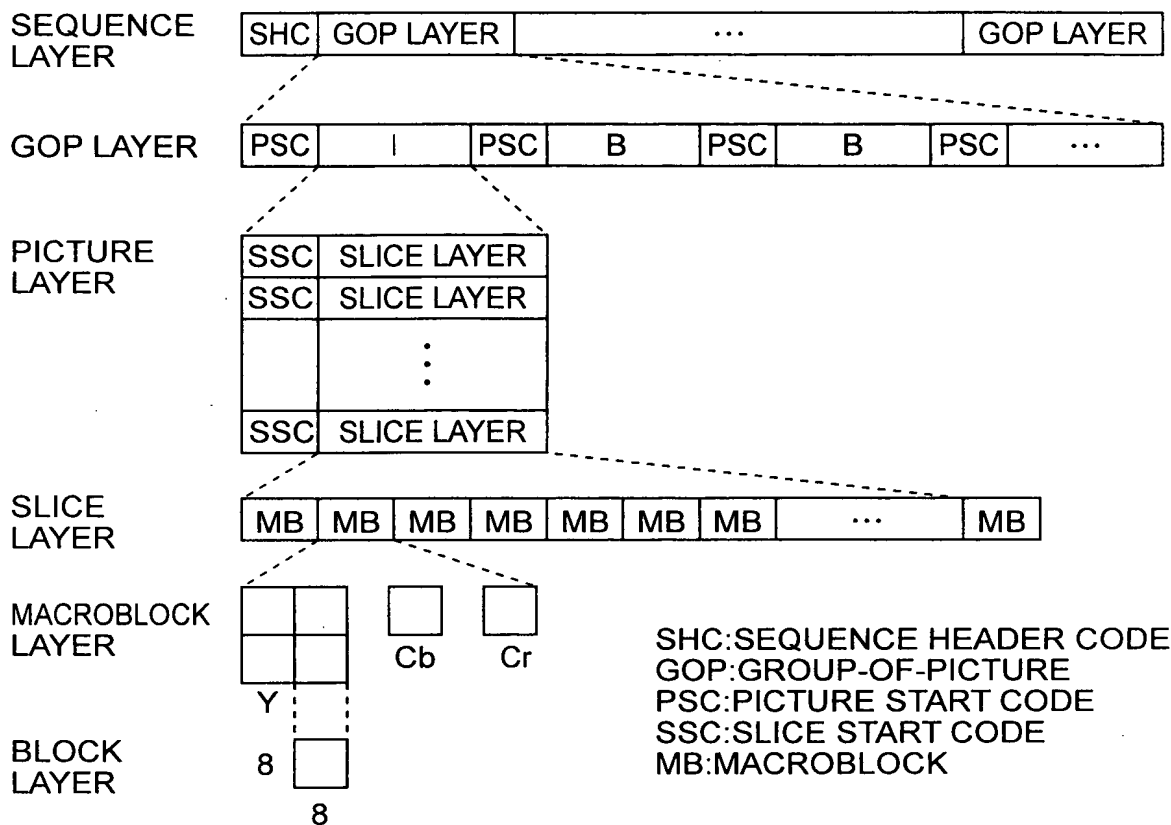 SEQUENCE LAYER
SHC GOP LAYER ... GOP LAYER
GOP LAYER
PSC I PSC B PSC B PSC ...
PICTURE LAYER
SSC SLICE LAYER
SSC SLICE LAYER
⋮
SSC SLICE LAYER
SLICE LAYER
MB MB MB MB MB MB MB ... MB
MACROBLOCK LAYER
Y
Cb
Cr
BLOCK LAYER
8
8
SHC:SEQUENCE HEADER CODE
GOP:GROUP-OF-PICTURE
PSC:PICTURE START CODE
SSC:SLICE START CODE
MB:MACROBLOCK